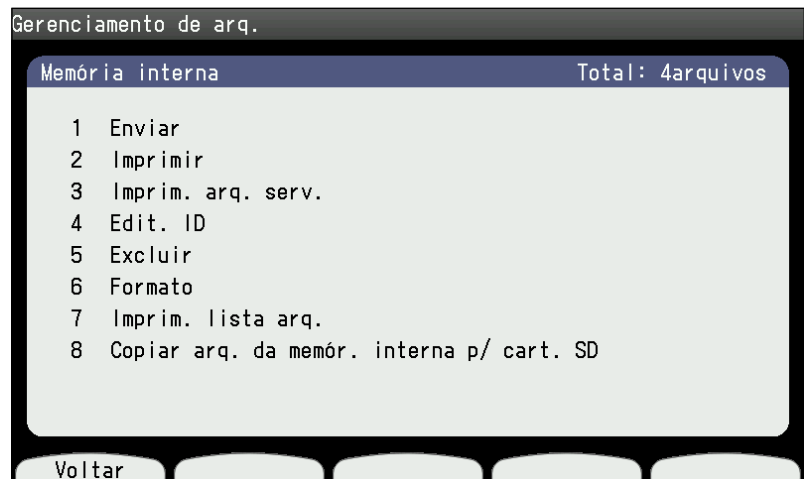 Gerenciamento de arq.
Memória interna Total: 4arquivos
1 Enviar
2 Imprimir
3 Imprim. arq. serv.
4 Edit. ID
5 Excluir
6 Formato
7 Imprim. lista arq.
8 Copiar arq. da memór. interna p/ cart. SD
Voltar